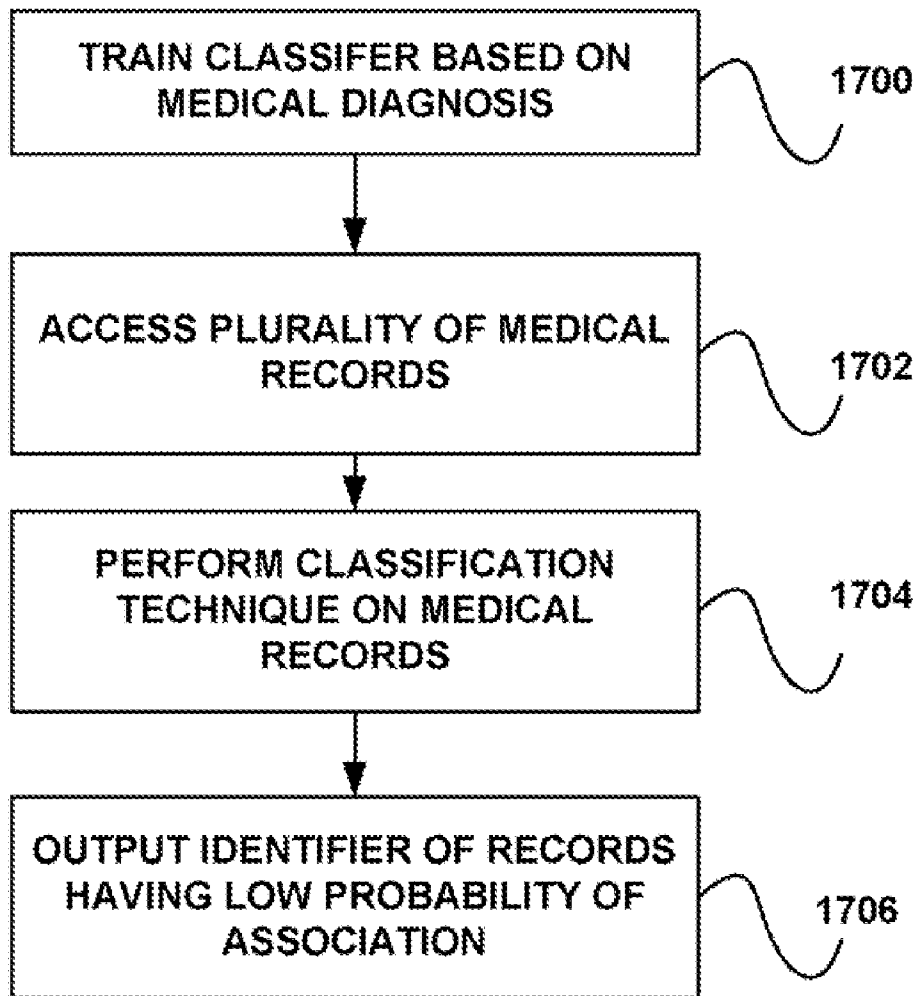 TRAIN CLASSIFER BASED ON
MEDICAL DIAGNOSIS
1700
ACCESS PLURALITY OF MEDICAL
RECORDS
1702
PERFORM CLASSIFICATION
TECHNIQUE ON MEDICAL
RECORDS
1704
OUTPUT IDENTIFIER OF RECORDS
HAVING LOW PROBABILITY OF
ASSOCIATION
1706